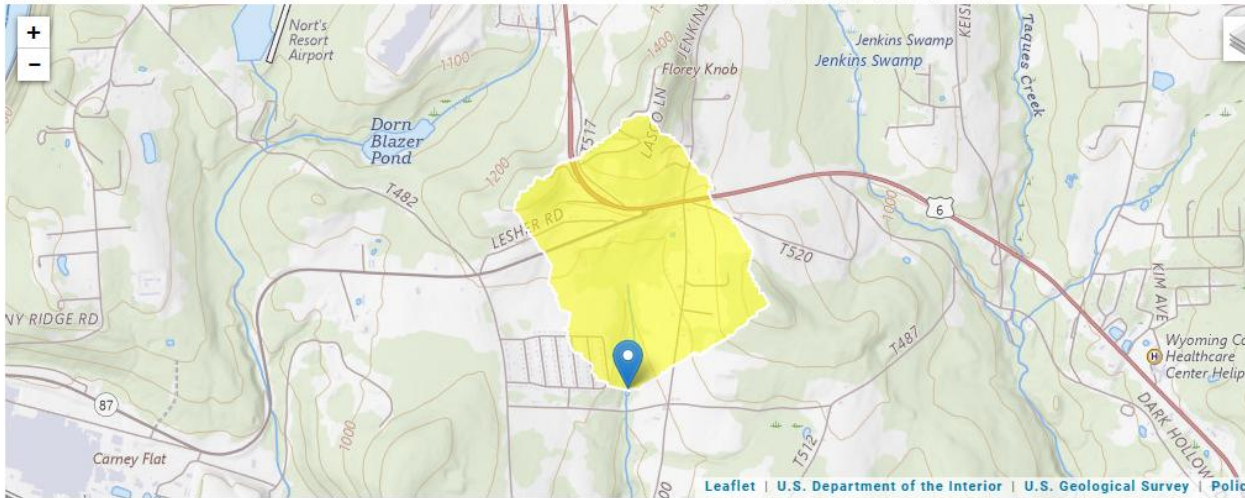 +
−
Nort's
Resort
Airport
1100
1400
JENKINS
Florey Knob
Jenkins Swamp
Jenkins Swamp
Taques Creek
Dorn
Blazer
Pond
T517
1200
T482
LESHER RD
6
1000
T520
T487
KIM AVE
NY RIDGE RD
Wyoming Co
H
Healthcare
Center Helip
87
1000
Carney Flat
1000
T512
DARK HOLLOW
Leaflet | U.S. Department of the Interior | U.S. Geological Survey | Polic